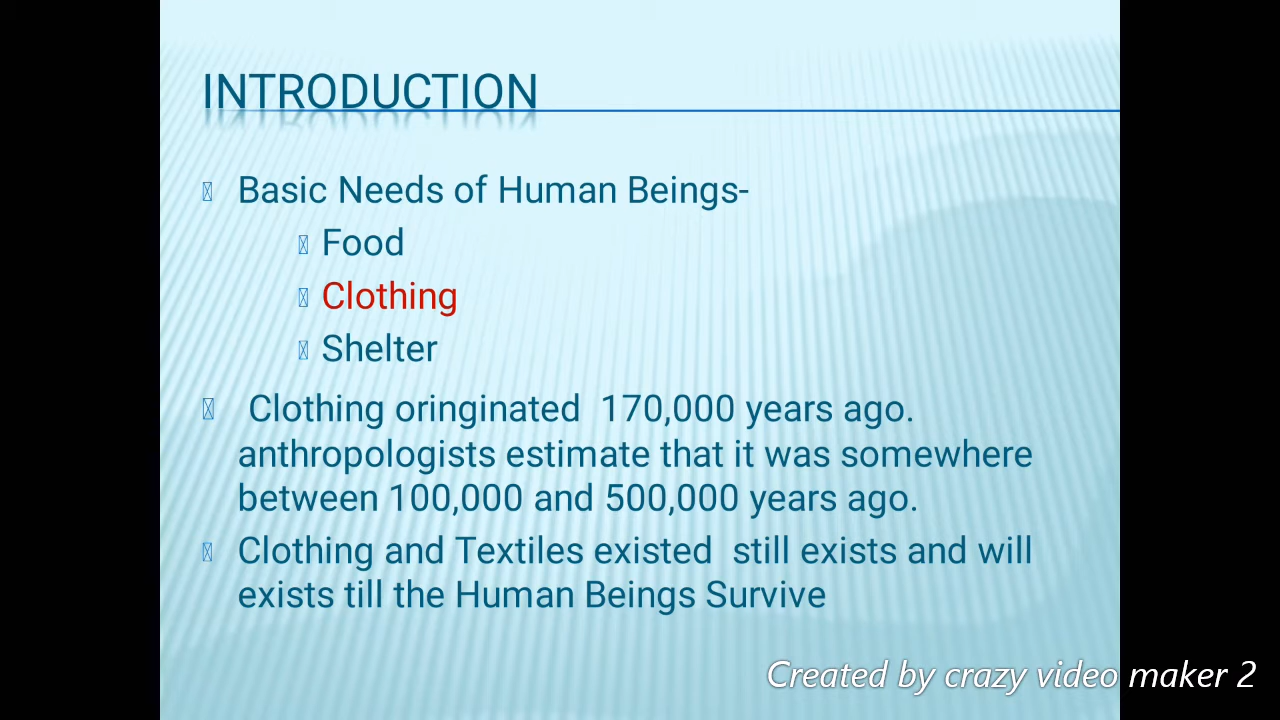 INTRODUCTION
Basic Needs of Human Beings-
Food
Clothing
Shelter
Clothing oringinated 170,000 years ago.
anthropologists estimate that it was somewhere
between 100,000 and 500,000 years ago.
Clothing and Textiles existed still exists and will
exists till the Human Beings Survive
Created by crazy video maker 2